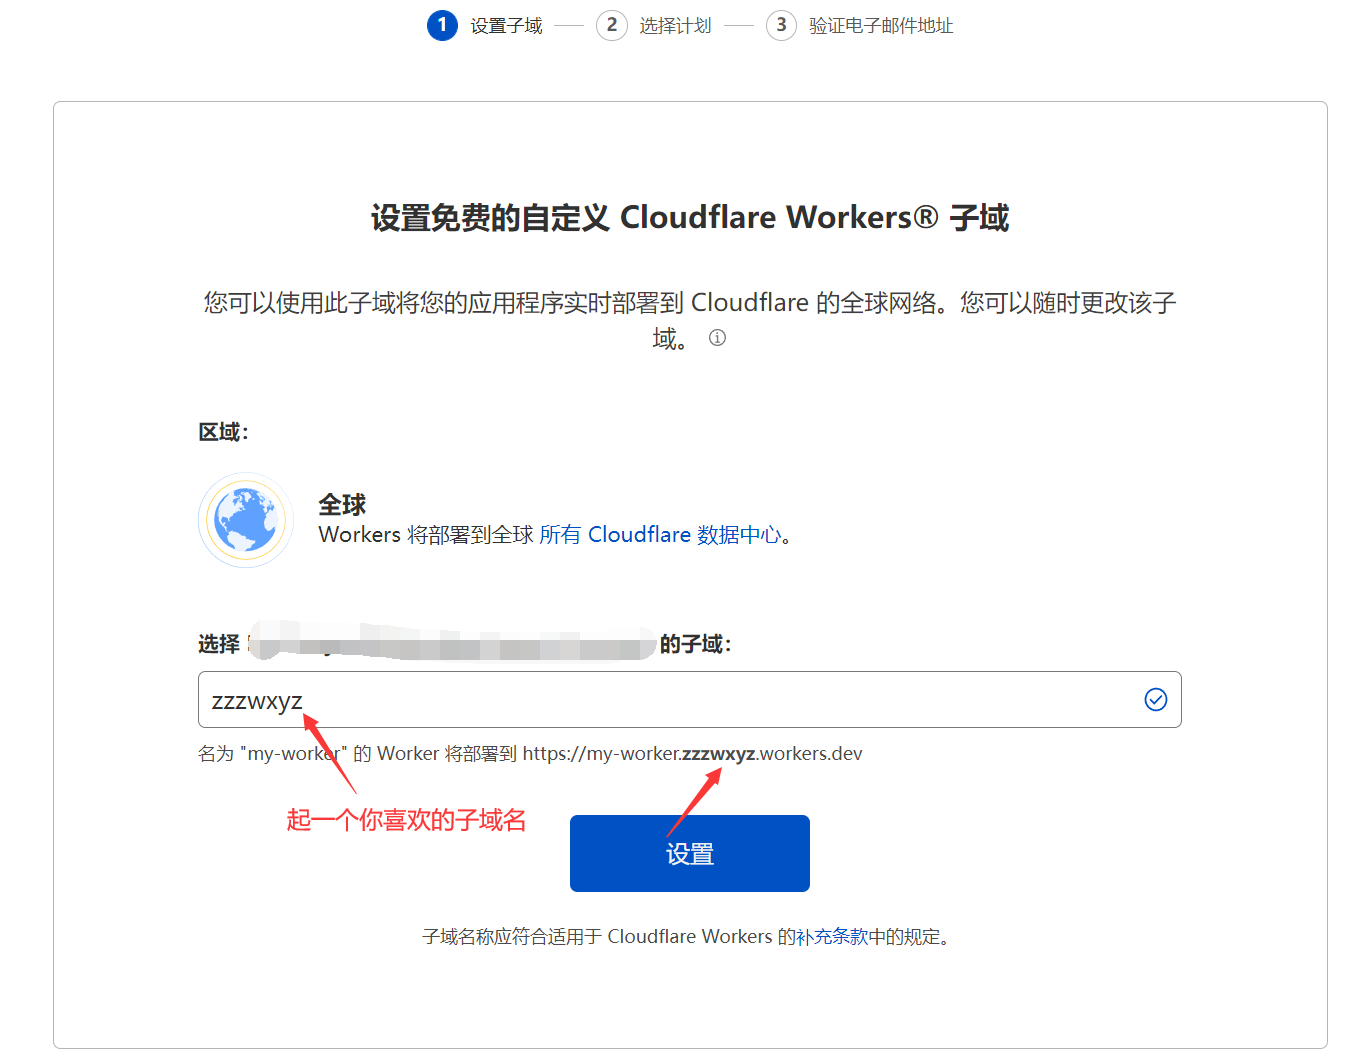 1 设置子域 2 选择计划 3 验证电子邮件地址
设置免费的自定义 Cloudflare Workers® 子域
您可以使用此子域将您的应用程序实时部署到 Cloudflare 的全球网络。您可以随时更改该子
域。
区域：
全球
Workers 将部署到全球 所有 Cloudflare 数据中心。
选择 的子域：
zzzwxyz
名为 "my-worker" 的 Worker 将部署到 https://my-worker.zzzwxyz.workers.dev
起一个你喜欢的子域名
设置
子域名称应符合适用于 Cloudflare Workers 的补充条款中的规定。